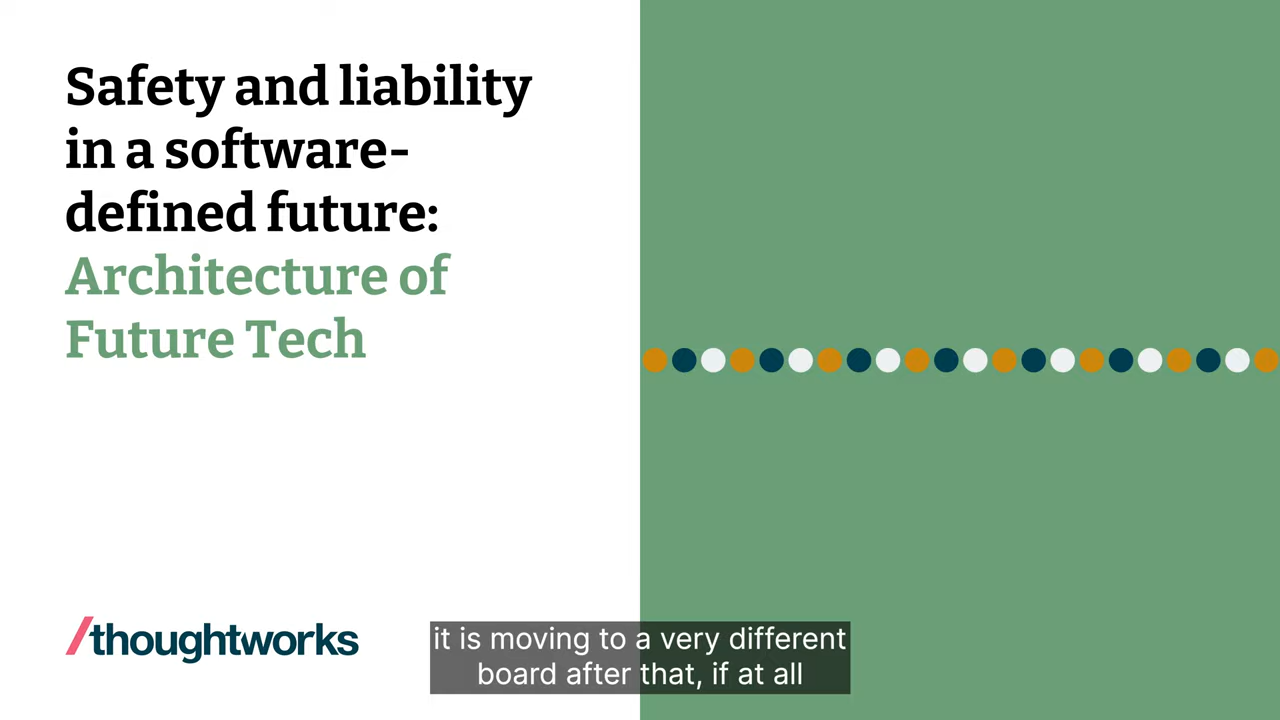 Safety and liability
in a software-
defined future:
Architecture of
Future Tech
/thoughtworks
it is moving to a very different
board after that, if at all